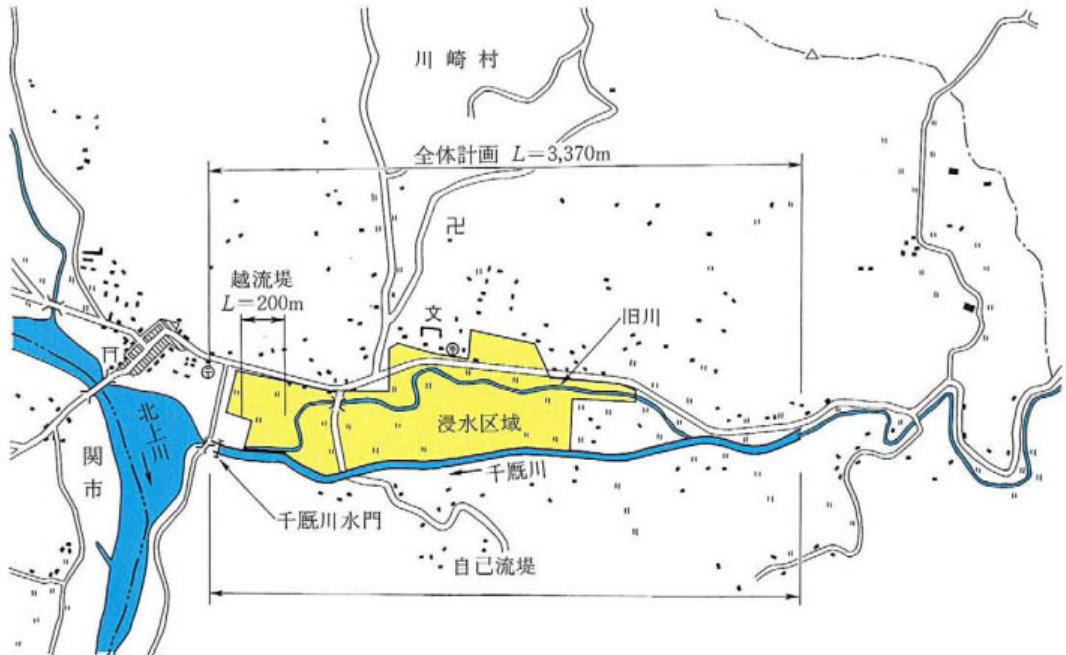 川崎村
全体計画 L=3,370m
越流堤
L=200m
文
旧川
浸水区域
北上川
関市
千厩川
千厩川水門
自己流堤